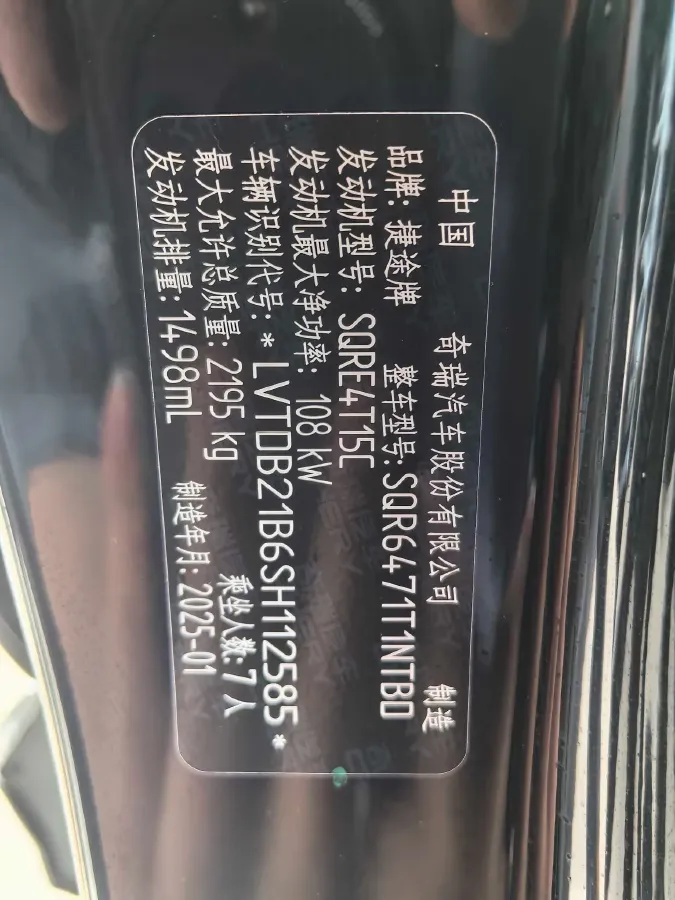 中国 奇瑞汽车股份有限公司 制造
品牌: 捷途牌 整车型号: SQR6471T1NTBD
发动机型号: SQRE4T15C
发动机最大净功率: 108 kW
车辆识别代号: *LVTDB21B6SH112585*
最大允许总质量: 2195 kg 乘坐人数: 7人
发动机排量: 1498mL 制造年月: 2025-01